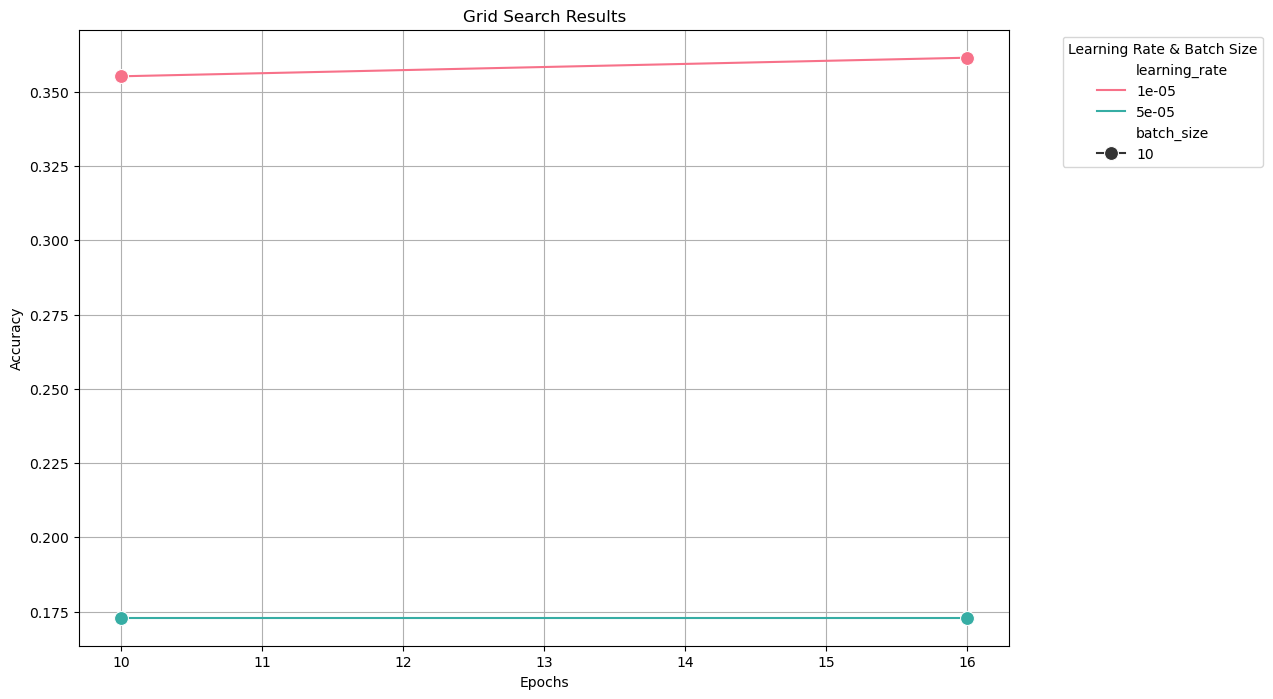 Grid Search Results
Accuracy
0.350
0.325
0.300
0.275
0.250
0.225
0.200
0.175
10 11 12 13 14 15 16
Epochs
Learning Rate & Batch Size
learning_rate
1e-05
5e-05
batch_size
10